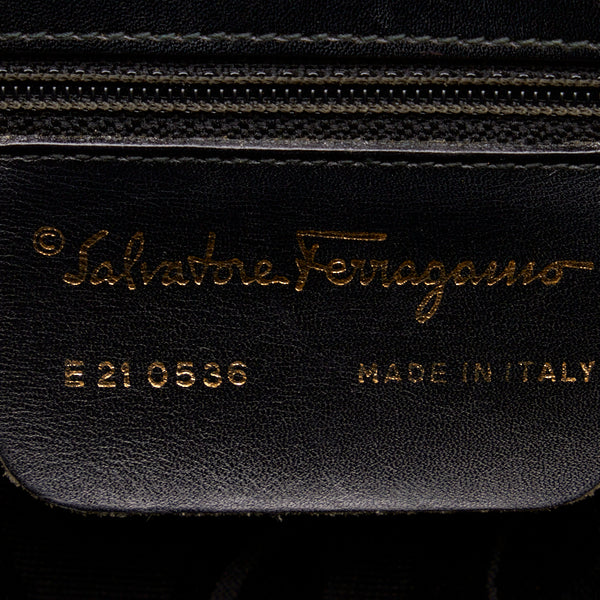 © Salvatore Ferragamo
E 21 0536 MADE IN ITALY